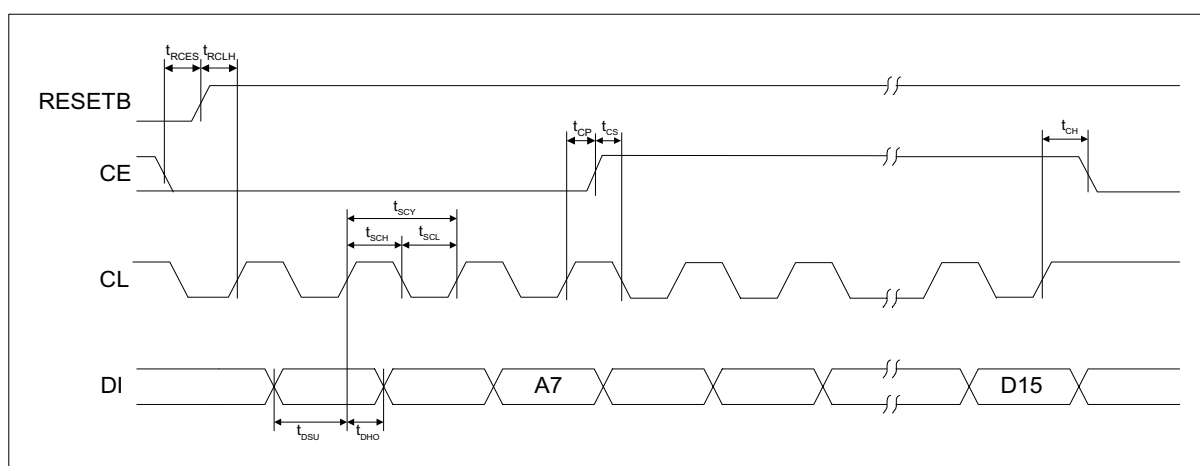 tRCES tRCLH
RESETB
tCP tCS tCH
CE
tSCY
tSCH tSCL
CL
DI A7 D15
tDSU tDHO